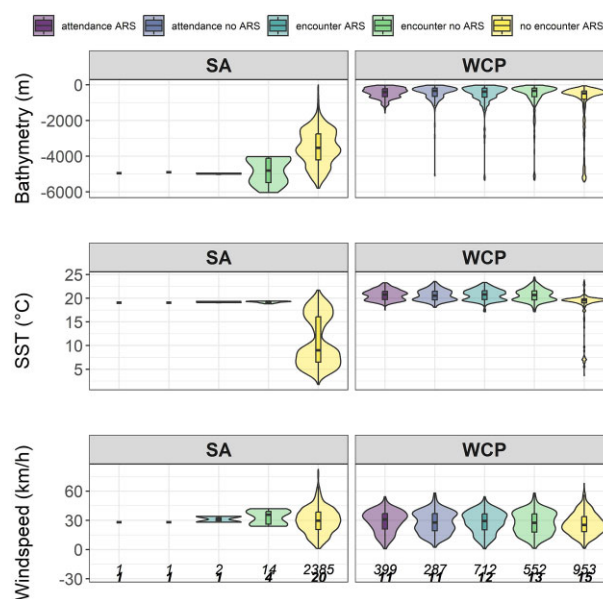 attendance ARS attendance no ARS encounter ARS encounter no ARS no encounter ARS
SA WCP
Bathymetry (m)
0
-2000
-4000
-6000
SA WCP
SST (°C)
25
20
15
10
5
SA WCP
Windspeed (km/h)
60
30
0
-30
1 1 2 14 2385 399 287 712 552 953
1 1 1 4 20 11 11 12 13 15